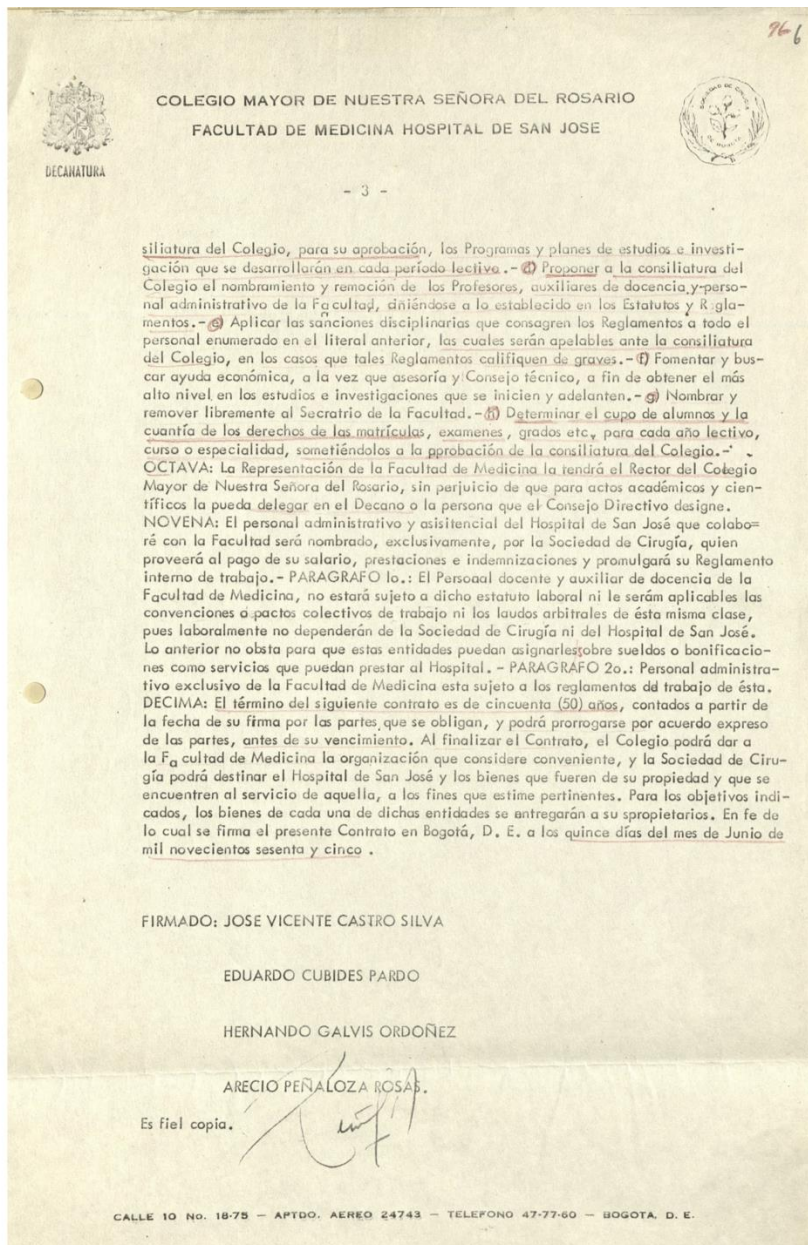 96 6
COLEGIO MAYOR DE NUESTRA SEÑORA DEL ROSARIO
FACULTAD DE MEDICINA HOSPITAL DE SAN JOSE
DECANATURA
- 3 -
siliatura del Colegio, para su aprobación, los Programas y planes de estudios e investi-
gación que se desarrollarán en cada período lectivo.- d) Proponer a la consiliatura del
Colegio el nombramiento y remoción de los Profesores, auxiliares de docencia y-perso-
nal administrativo de la Facultad, ciñéndose a lo establecido en los Estatutos y R gla-
mentos.- e) Aplicar las sanciones disciplinarias que consagren los Reglamentos a todo el
personal enumerado en el literal anterior, las cuales serán apelables ante la consiliatura
del Colegio, en los casos que tales Reglamentos califiquen de graves.- f) Fomentar y bus-
car ayuda económica, a la vez que asesoría y Consejo técnico, a fin de obtener el más
alto nivel en los estudios e investigaciones que se inicien y adelanten.- g) Nombrar y
remover libremente al Secratrio de la Facultad.- h) Determinar el cupo de alumnos y la
cuantía de los derechos de las matrículas, examenes, grados etc, para cada año lectivo,
curso o especialidad, sometiéndolos a la pprobación de la consiliatura del Colegio.-
OCTAVA: La Representación de la Facultad de Medicina la tendrá el Rector del Colegio
Mayor de Nuestra Señora del Rosario, sin perjuicio de que para actos académicos y cien-
tíficos la pueda delegar en el Decano o la persona que el Consejo Directivo designe.
NOVENA: El personal administrativo y asisitencial del Hospital de San José que colabo=
ré con la Facultad será nombrado, exclusivamente, por la Sociedad de Cirugía, quien
proveerá al pago de su salario, prestaciones e indemnizaciones y promulgará su Reglamento
interno de trabajo.- PARAGRAFO lo.: El Persoaal docente y auxiliar de docencia de la
Facultad de Medicina, no estará sujeto a dicho estatuto laboral ni le serám aplicables las
convenciones o pactos colectivos de trabajo ni los laudos arbitrales de ésta misma clase,
pues laboralmente no dependerán de la Sociedad de Cirugía ni del Hospital de San José.
Lo anterior no obsta para que estas entidades puedan asignarlessobre sueldos o bonificacio-
nes como servicios que puedan prestar al Hospital. - PARAGRAFO 2o.: Personal administra-
tivo exclusivo de la Facultad de Medicina esta sujeto a los reglamentos dd trabajo de ésta.
DECIMA: El término del siguiente contrato es de cincuenta (50) años, contados a partir de
la fecha de su firma por las partes que se obligan, y podrá prorrogarse por acuerdo expreso
de las partes, antes de su vencimiento. Al finalizar el Contrato, el Colegio podrá dar a
la Fa cultad de Medicina la organización que considere conveniente, y la Sociedad de Ciru-
gía podrá destinar el Hospital de San José y los bienes que fueren de su propiedad y que se
encuentren al servicio de aquella, a los fines que estime pertinentes. Para los objetivos indi-
cados, los bienes de cada una de dichas entidades se entregarán a su spropietarios. En fe de
lo cual se firma el presente Contrato en Bogotá, D. E. a los quince días del mes de Junio de
mil novecientos sesenta y cinco .
FIRMADO: JOSE VICENTE CASTRO SILVA
EDUARDO CUBIDES PARDO
HERNANDO GALVIS ORDOÑEZ
ARECIO PEÑALOZA ROSAS.
Es fiel copia.
CALLE 10 No. 18-75 — APTDO. AEREO 24743 — TELEFONO 47-77-60 — BOGOTA, D. E.